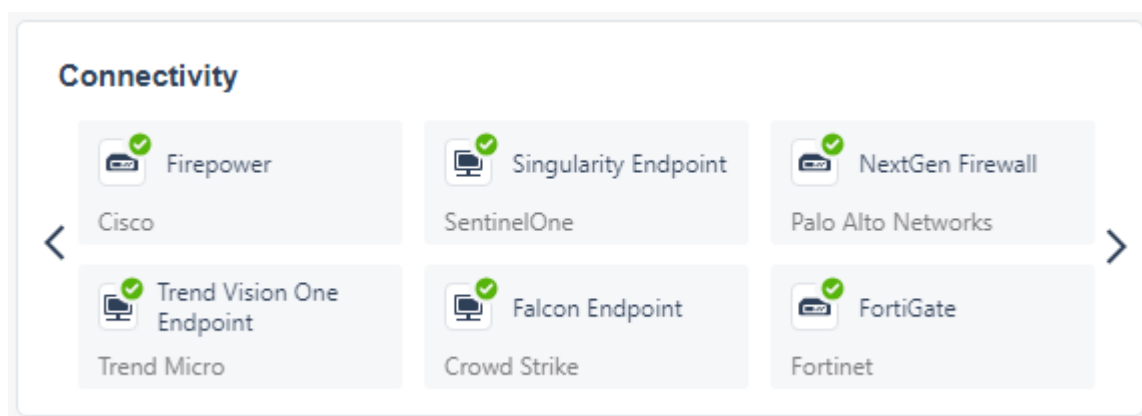 Connectivity
Firepower
Cisco
Singularity Endpoint
SentinelOne
NextGen Firewall
Palo Alto Networks
Trend Vision One
Endpoint
Trend Micro
Falcon Endpoint
Crowd Strike
FortiGate
Fortinet